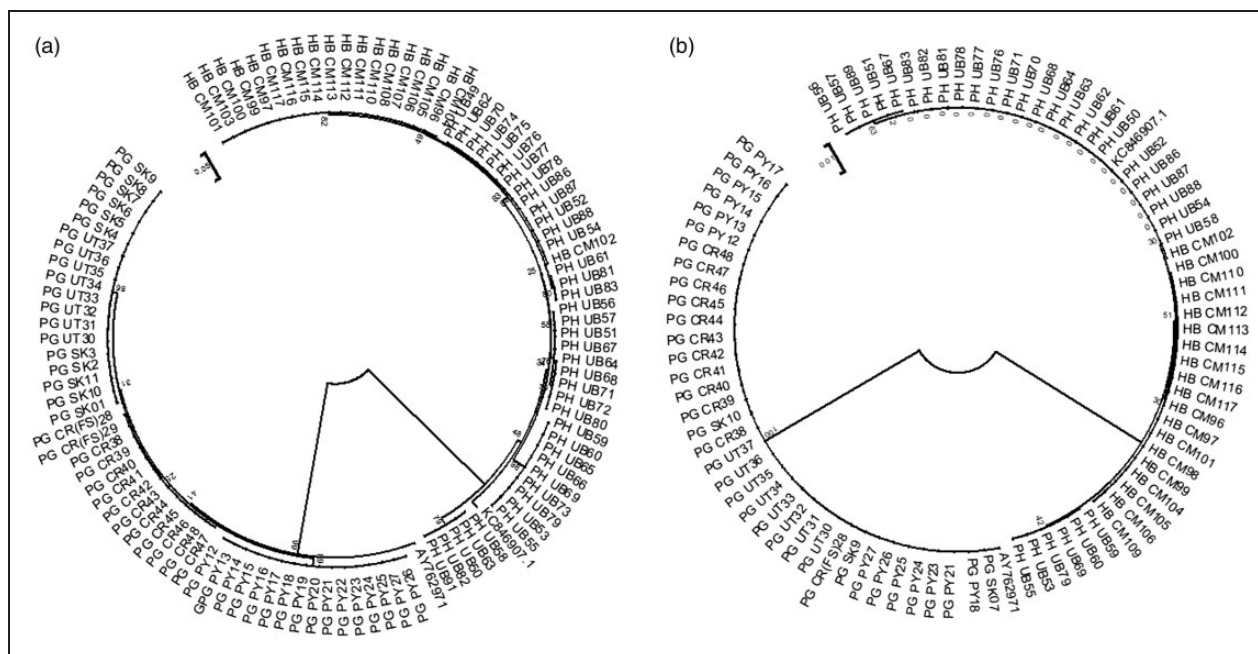 (a)
HB CM101
HB CM103
HB CM100
HB CM99
HB CM97
HB CM117
HB CM116
HB CM115
HB CM114
HB CM113
HB CM112
HB CM111
HB CM110
HB CM108
HB CM107
HB CM106
HB CM105
PH UB49
PH UB62
PH UB70
PH UB74
PH UB75
PH UB76
PH UB77
PH UB78
PH UB86
PH UB87
PH UB52
PH UB88
PH UB54
HB CM102
PH UB61
PH UB81
PH UB83
PH UB56
PH UB57
PH UB51
PH UB67
PH UB64
PH UB68
PH UB71
PH UB72
PH UB80
PH UB59
PH UB60
PH UB65
PH UB66
PH UB69
PH UB73
PH UB79
PH UB53
PH UB55
KC846907.1
PH UB58
PH UB63
PH UB60
PH UB82
PH UB91
AY762971
PG PY26
PG PY27
PG PY25
PG PY24
PG PY23
PG PY22
PG PY21
PG PY20
PG PY19
PG PY18
PG PY17
PG PY16
PG PY15
GPG PY14
PG PY13
PG PY12
PG CR47
PG CR48
PG CR46
PG CR45
PG CR44
PG CR43
PG CR42
PG CR41
PG CR40
PG CR39
PG CR38
PG CR(FS)29
PG CR(FS)28
PG SK01
PG SK10
PG SK11
PG SK2
PG SK3
PG UT30
PG UT31
PG UT32
PG UT33
PG UT34
PG UT35
PG UT36
PG UT37
PG SK4
PG SK5
PG SK6
PG SK7
PG SK8
PG SK9
(b)
PH UB56
PH UB57
PH UB89
PH UB51
PH UB67
PH UB83
PH UB82
PH UB81
PH UB78
PH UB77
PH UB76
PH UB71
PH UB70
PH UB68
PH UB64
PH UB63
PH UB62
PH UB61
PH UB50
KC846907.1
PH UB52
PH UB86
PH UB87
PH UB88
PH UB54
PH UB58
HB CM102
HB CM100
HB CM110
HB CM111
HB CM112
HB CM113
HB CM114
HB CM115
HB CM116
HB CM117
HB CM96
HB CM97
HB CM101
HB CM98
HB CM99
HB CM104
HB CM105
HB CM106
HB CM109
PH UB59
PH UB60
PH UB69
PH UB79
PH UB53
PH UB55
AY762971
PG SK07
PG PY18
PG PY21
PG PY23
PG PY24
PG PY25
PG PY26
PG PY27
PG SK9
PG CR(FS)28
PG UT30
PG UT31
PG UT32
PG UT33
PG UT34
PG UT35
PG UT36
PG UT37
PG CR38
PG SK10
PG CR39
PG CR40
PG CR41
PG CR42
PG CR43
PG CR44
PG CR45
PG CR46
PG CR47
PG CR48
PG PY12
PG PY13
PG PY14
PG PY15
PG PY16
PG PY17